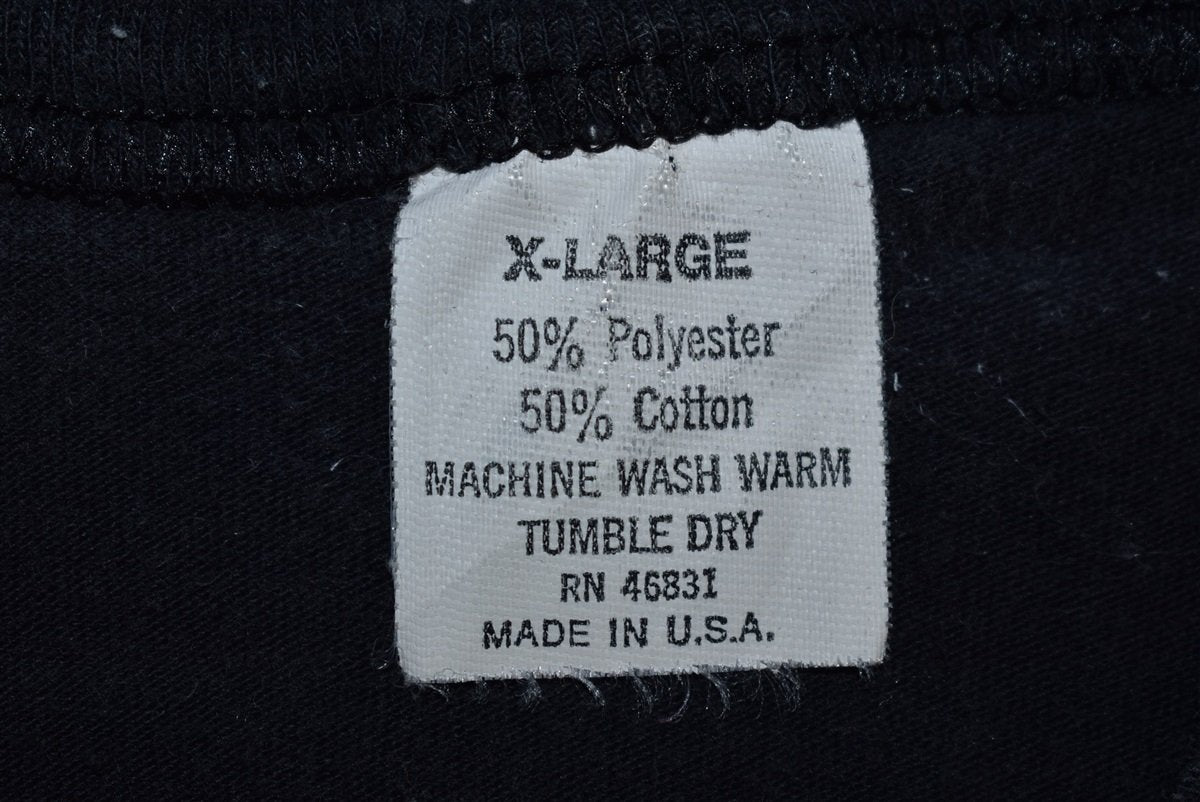 X-LARGE
50% Polyester
50% Cotton
MACHINE WASH WARM
TUMBLE DRY
RN 46831
MADE IN U.S.A.